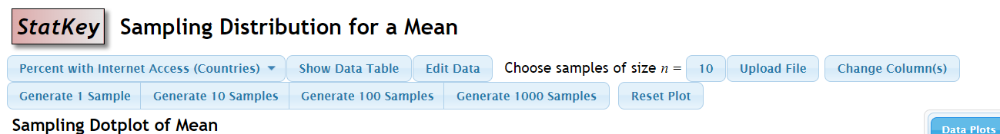 StatKey Sampling Distribution for a Mean
Percent with Internet Access (Countries) Show Data Table Edit Data Choose samples of size n = 10 Upload File Change Column(s)
Generate 1 Sample Generate 10 Samples Generate 100 Samples Generate 1000 Samples Reset Plot
Sampling Dotplot of Mean
Data Plots